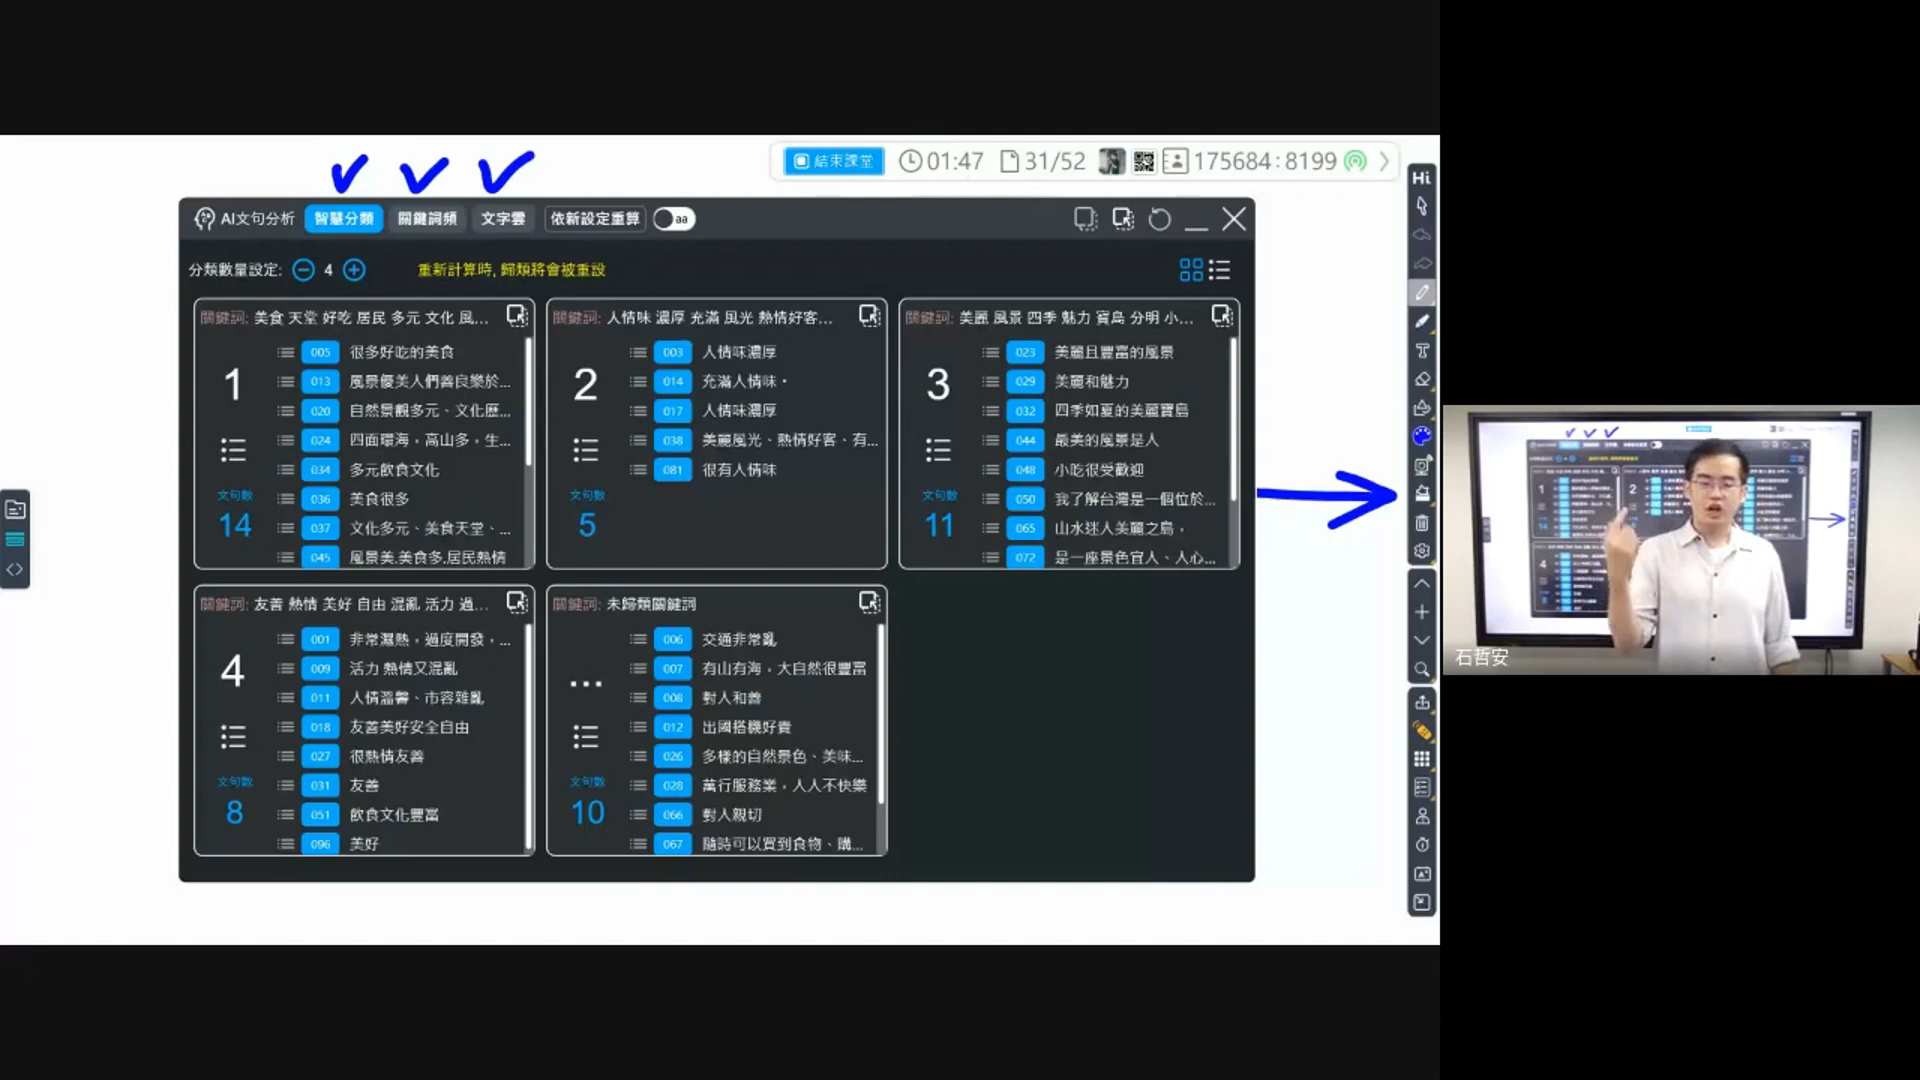 結束課堂 01:47 31/52 175684:8199
Hi
AI文句分析 智慧分類 關鍵詞頻 文字雲 依新設定重算 aa
分類數量設定: 4 重新計算時, 歸類將會被重設
關鍵詞: 美食 天堂 好吃 居民 多元 文化 風...
1
文句數
14
005 很多好吃的美食
013 風景優美人們善良樂於...
020 自然景觀多元、文化歷...
024 四面環海，高山多，生...
034 多元飲食文化
036 美食很多
037 文化多元、美食天堂、...
045 風景美.美食多.居民熱情
關鍵詞: 人情味 濃厚 充滿 風光 熱情好客...
2
文句數
5
003 人情味濃厚
014 充滿人情味。
017 人情味濃厚
038 美麗風光、熱情好客、有...
081 很有人情味
關鍵詞: 美麗 風景 四季 魅力 寶島 分明 小...
3
文句數
11
023 美麗且豐富的風景
029 美麗和魅力
032 四季如夏的美麗寶島
044 最美的風景是人
048 小吃很受歡迎
050 我了解台灣是一個位於...
065 山水迷人美麗之島，
072 是一座景色宜人、人心...
關鍵詞: 友善 熱情 美好 自由 混亂 活力 過...
4
文句數
8
001 非常濕熱，過度開發，...
009 活力 熱情又混亂
011 人情溫馨、市容雜亂
018 友善美好安全自由
027 很熱情友善
031 友善
051 飲食文化豐富
096 美好
關鍵詞: 未歸類關鍵詞
...
文句數
10
006 交通非常亂
007 有山有海，大自然很豐富
008 對人和善
012 出國搭機好貴
026 多樣的自然景色、美味...
028 萬行服務業，人人不快樂
066 對人親切
067 隨時可以買到食物、購...
石哲安